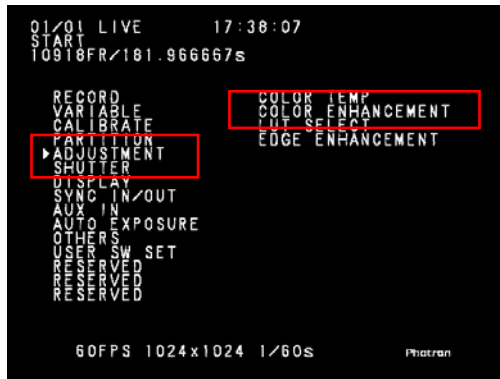 01/01 LIVE 17:38:07
START
10918FR/181.966667s
RECORD
VARIABLE
CALIBRATE
PARTITION
ADJUSTMENT
SHUTTER
DISPLAY
SYNC IN/OUT
AUX IN
AUTO EXPOSURE
OTHERS
USER SW SET
RESERVED
RESERVED
RESERVED
COLOR TEMP
COLOR ENHANCEMENT
LUT SELECT
EDGE ENHANCEMENT
60FPS 1024x1024 1/60s
Photron